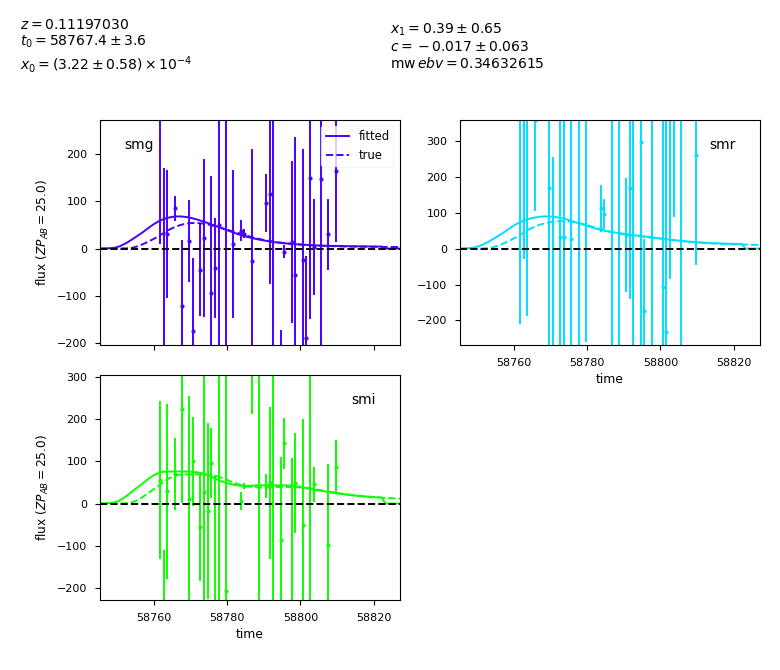 z = 0.11197030
t₀ = 58767.4 ± 3.6
x₀ = (3.22 ± 0.58) × 10⁻⁴
x₁ = 0.39 ± 0.65
c = −0.017 ± 0.063
mw ebv = 0.34632615
smg
fitted
true
200
100
0
−100
−200
flux (ZP_AB = 25.0)
smr
300
200
100
0
−100
−200
58760 58780 58800 58820
time
smi
300
200
100
0
−100
−200
flux (ZP_AB = 25.0)
58760 58780 58800 58820
time